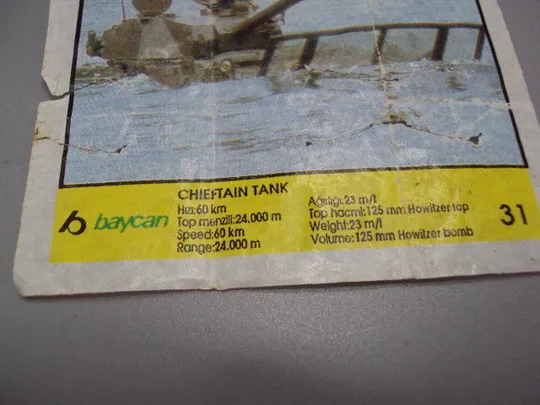 CHIEFTAIN TANK
b baycan
Hızı:60 km
Top menzili:24.000 m
Speed:60 km
Range:24.000 m
Ağırlığı:23 m/l
Top hacmi:125 mm Howitzer top
Weight:23 m/l
Volume:125 mm Howitzer bomb
31